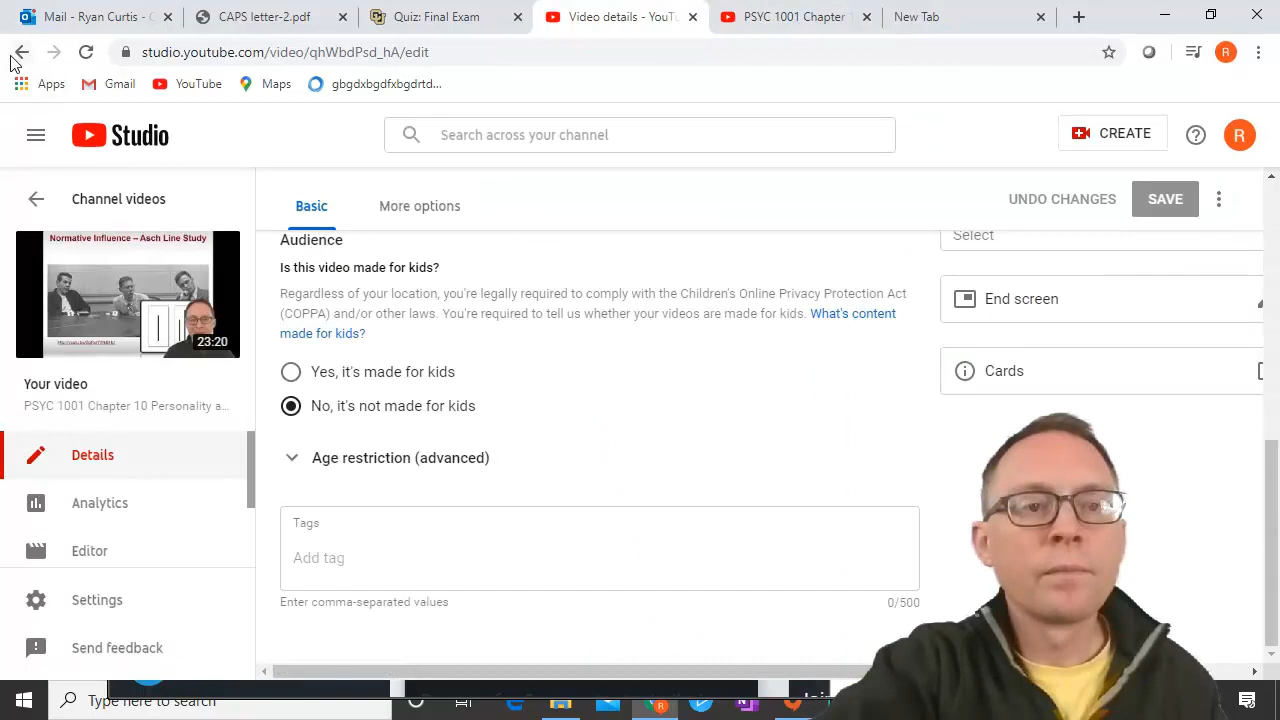 Mail - Ryan Curtis - C
CAPS letter-2.pdf
Quiz: Final Exam
Video details - YouTu
PSYC 1001 Chapter
New Tab
studio.youtube.com/video/qhWbdPsd_hA/edit
R
Apps
Gmail
YouTube
Maps
gbgdxbgdfxbgdrtd...
Studio
Search across your channel
CREATE
R
Channel videos
Basic
More options
UNDO CHANGES
SAVE
Normative Influence – Asch Line Study
23:20
Your video
PSYC 1001 Chapter 10 Personality a...
Details
Analytics
Editor
Settings
Send feedback
Audience
Is this video made for kids?
Regardless of your location, you're legally required to comply with the Children's Online Privacy Protection Act
(COPPA) and/or other laws. You're required to tell us whether your videos are made for kids. What's content
made for kids?
Yes, it's made for kids
No, it's not made for kids
Age restriction (advanced)
Tags
Add tag
Enter comma-separated values
0/500
Select
End screen
Cards
Type here to search
R